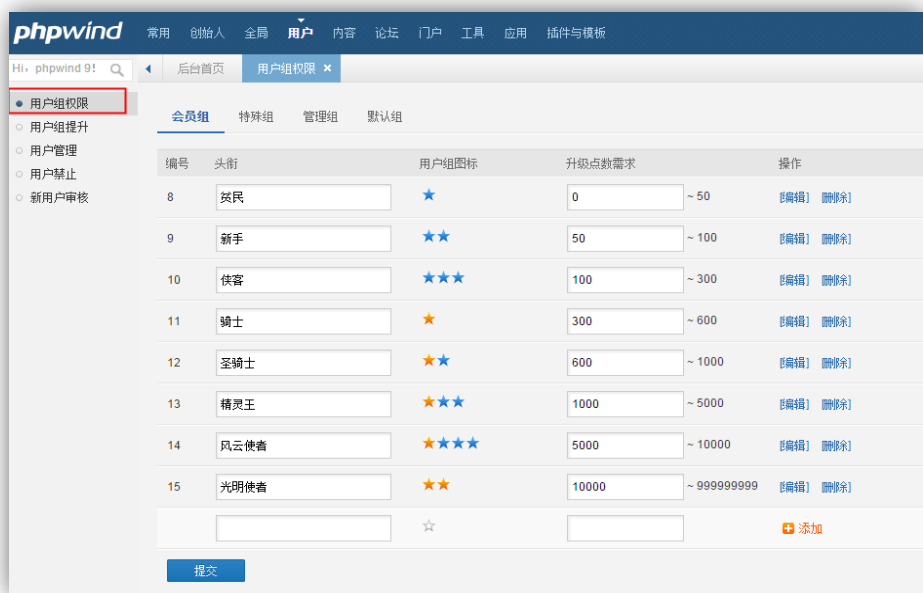 phpwind 常用 创始人 全局 用户 内容 论坛 门户 工具 应用 插件与模板
Hi, phpwind 9! 后台首页 用户组权限 ×
用户组权限
用户组提升
用户管理
用户禁止
新用户审核
会员组 特殊组 管理组 默认组
编号 头衔 用户组图标 升级点数需求 操作
8 贫民 0 ~ 50 [编辑] [删除]
9 新手 50 ~ 100 [编辑] [删除]
10 侠客 100 ~ 300 [编辑] [删除]
11 骑士 300 ~ 600 [编辑] [删除]
12 圣骑士 600 ~ 1000 [编辑] [删除]
13 精灵王 1000 ~ 5000 [编辑] [删除]
14 风云使者 5000 ~ 10000 [编辑] [删除]
15 光明使者 10000 ~ 999999999 [编辑] [删除]
添加
提交